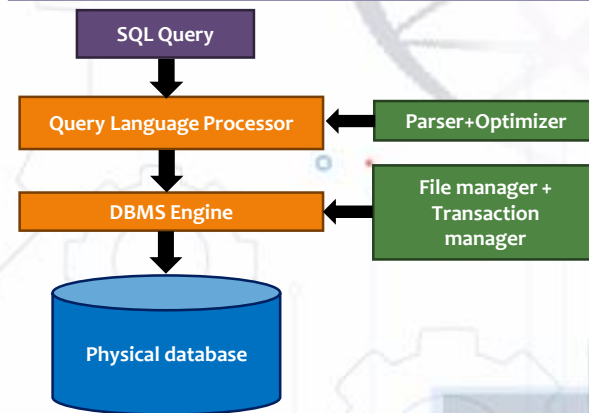 SQL Query
Query Language Processor
Parser+Optimizer
File manager +
Transaction
manager
DBMS Engine
Physical database